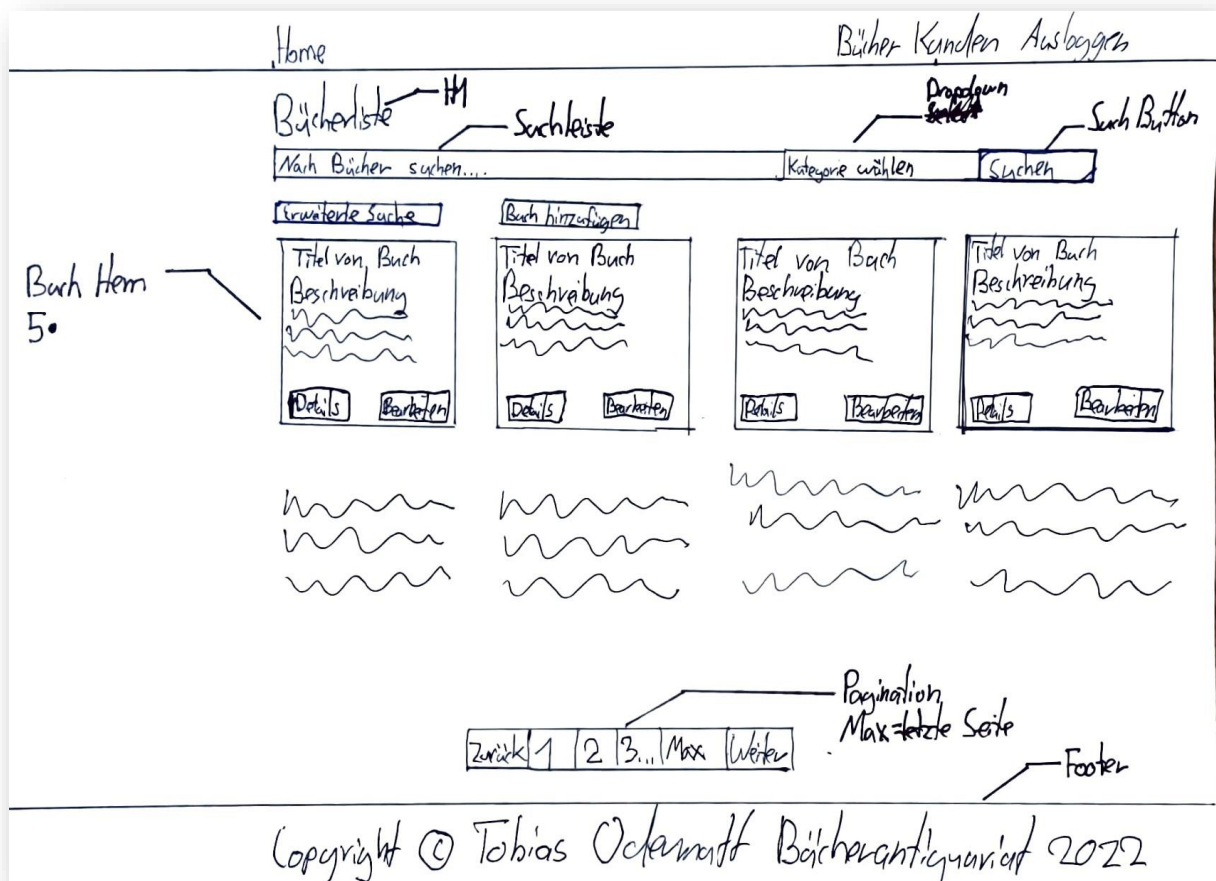 Home
Bücher Kunden Ausloggen
Bücherliste
H1
Suchleiste
Dropdown
Such Button
Nach Bücher suchen....
Kategorie wählen
Suchen
Erweiterte Suche
Buch hinzufügen
Buch Item
5.
Titel von Buch
Beschreibung
Details
Bearbeiten
Titel von Buch
Beschreibung
Details
Bearbeiten
Titel von Buch
Beschreibung
Details
Bearbeiten
Titel von Buch
Beschreibung
Details
Bearbeiten
Pagination
Max=letzte Seite
Zurück 1 2 3... Max Weiter
Footer
Copyright © Tobias Odermatt Bücherantiquariat 2022